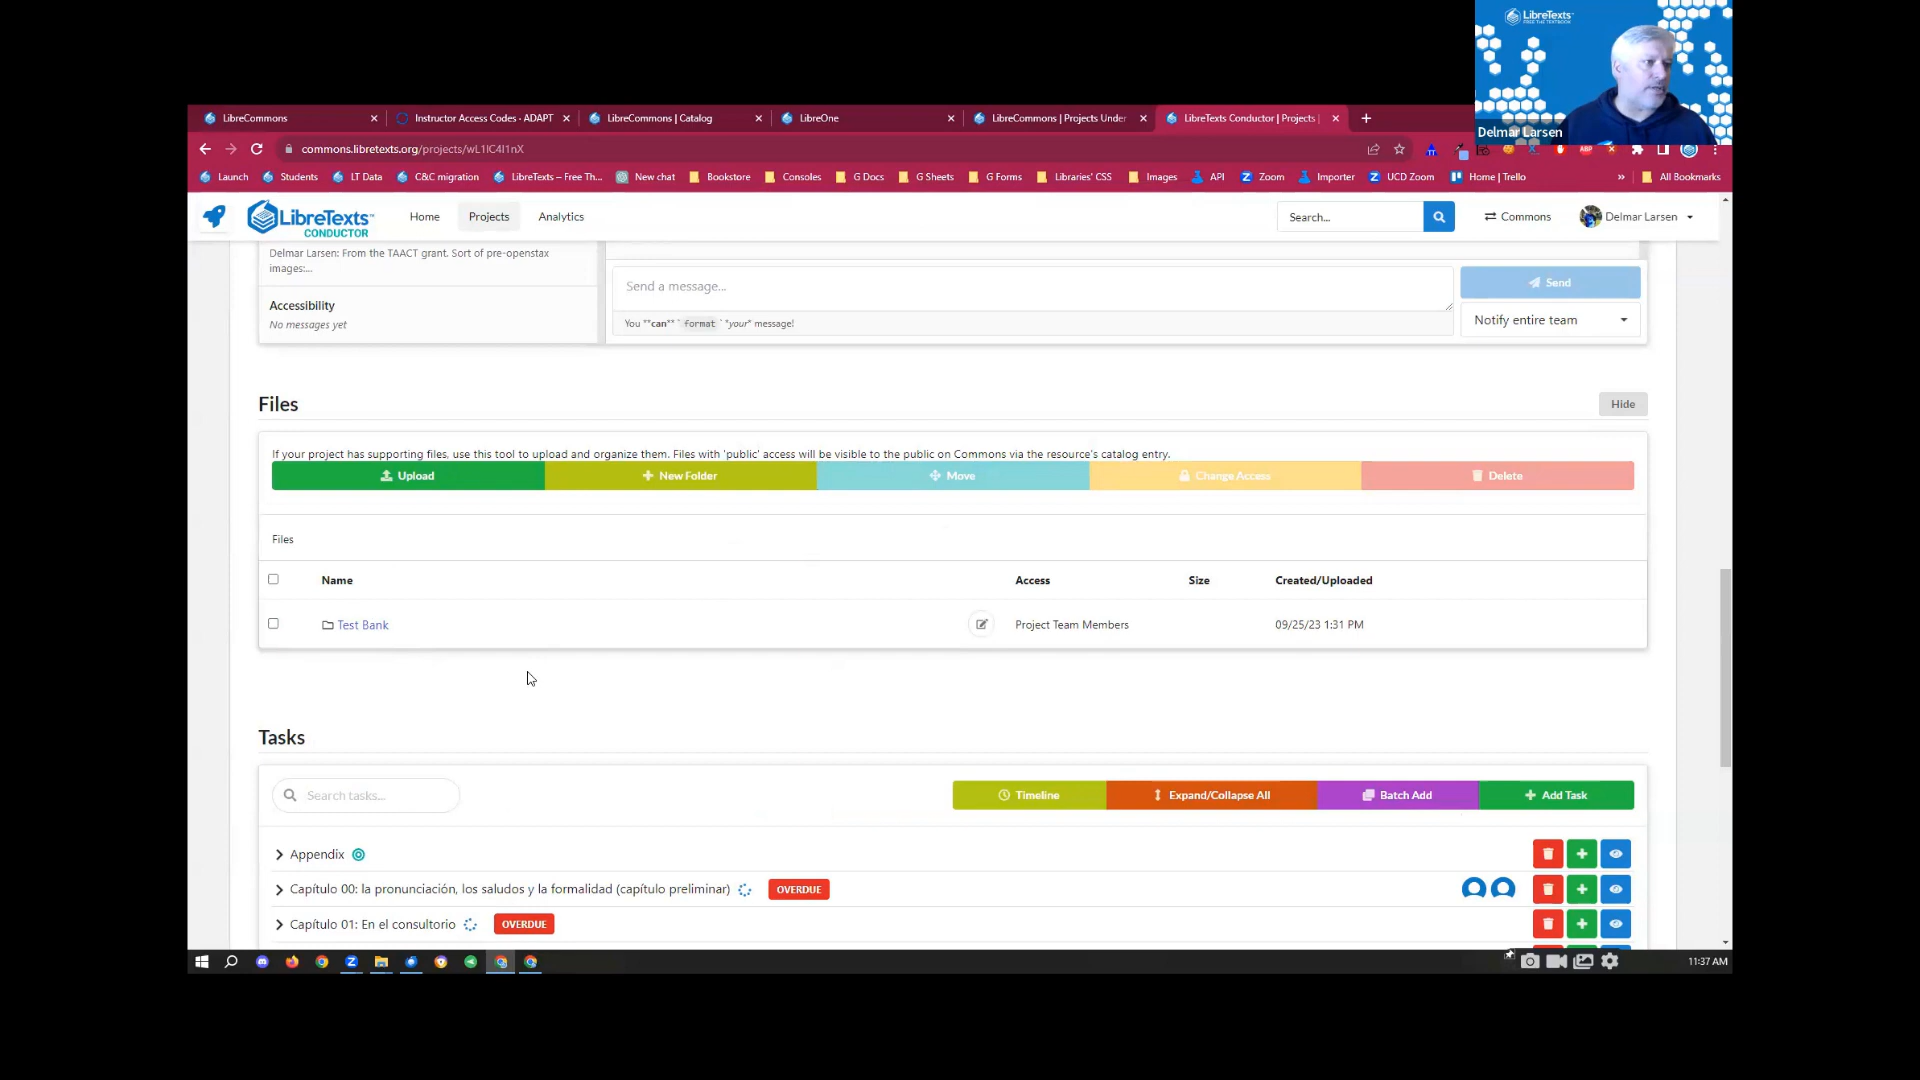 LibreTexts
FREE THE TEXTBOOK
Delmar Larsen
LibreCommons
Instructor Access Codes - ADAPT
LibreCommons | Catalog
LibreOne
LibreCommons | Projects Under
LibreTexts Conductor | Projects |
commons.libretexts.org/projects/wL1lC4l1nX
Launch
Students
LT Data
C&C migration
LibreTexts – Free Th...
New chat
Bookstore
Consoles
G Docs
G Sheets
G Forms
Libraries' CSS
Images
API
Zoom
Importer
UCD Zoom
Home | Trello
»
All Bookmarks
LibreTexts™
CONDUCTOR
Home
Projects
Analytics
Search...
Commons
Delmar Larsen
Delmar Larsen: From the TAACT grant. Sort of pre-openstax
images:...
Accessibility
No messages yet
Send a message...
You **can** ` format ` *your* message!
Send
Notify entire team
Files
Hide
If your project has supporting files, use this tool to upload and organize them. Files with 'public' access will be visible to the public on Commons via the resource's catalog entry.
Upload
New Folder
Move
Change Access
Delete
Files
Name
Access
Size
Created/Uploaded
Test Bank
Project Team Members
09/25/23 1:31 PM
Tasks
Search tasks...
Timeline
Expand/Collapse All
Batch Add
Add Task
Appendix
Capítulo 00: la pronunciación, los saludos y la formalidad (capítulo preliminar)
OVERDUE
Capítulo 01: En el consultorio
OVERDUE
11:37 AM